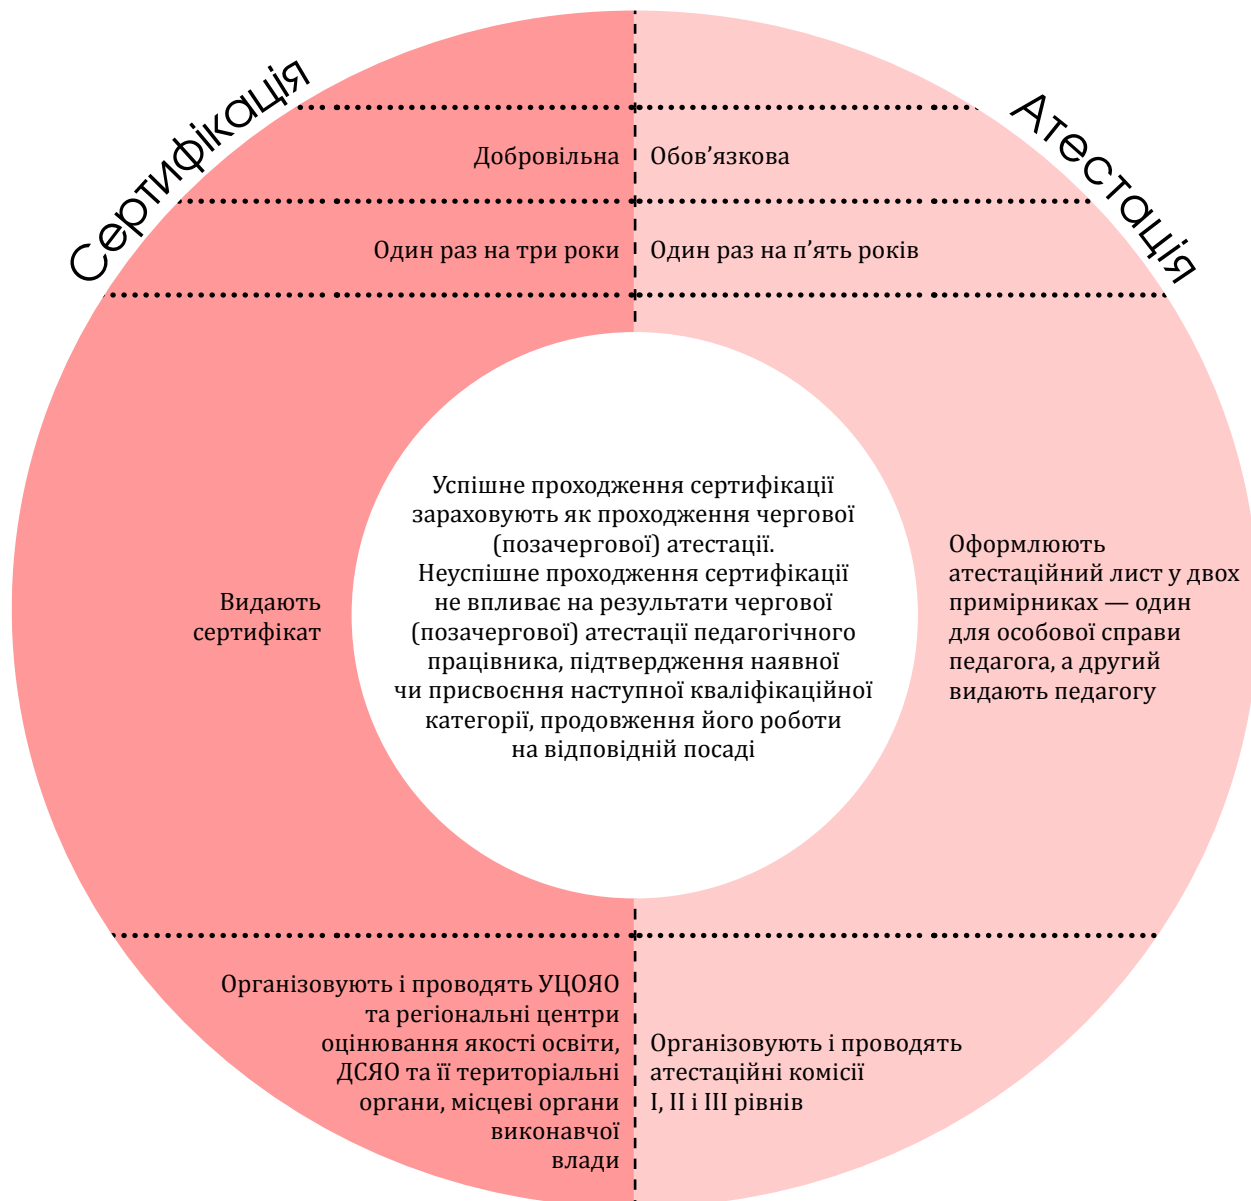 Сертифікація
Атестація
Добровільна
Обов’язкова
Один раз на три роки
Один раз на п’ять років
Видають
сертифікат
Успішне проходження сертифікації
зараховують як проходження чергової
(позачергової) атестації.
Неуспішне проходження сертифікації
не впливає на результати чергової
(позачергової) атестації педагогічного
працівника, підтвердження наявної
чи присвоєння наступної кваліфікаційної
категорії, продовження його роботи
на відповідній посаді
Оформлюють
атестаційний лист у двох
примірниках — один
для особової справи
педагога, а другий
видають педагогу
Організовують і проводять УЦОЯО
та регіональні центри
оцінювання якості освіти,
ДСЯО та її територіальні
органи, місцеві органи
виконавчої
влади
Організовують і проводять
атестаційні комісії
І, ІІ і ІІІ рівнів